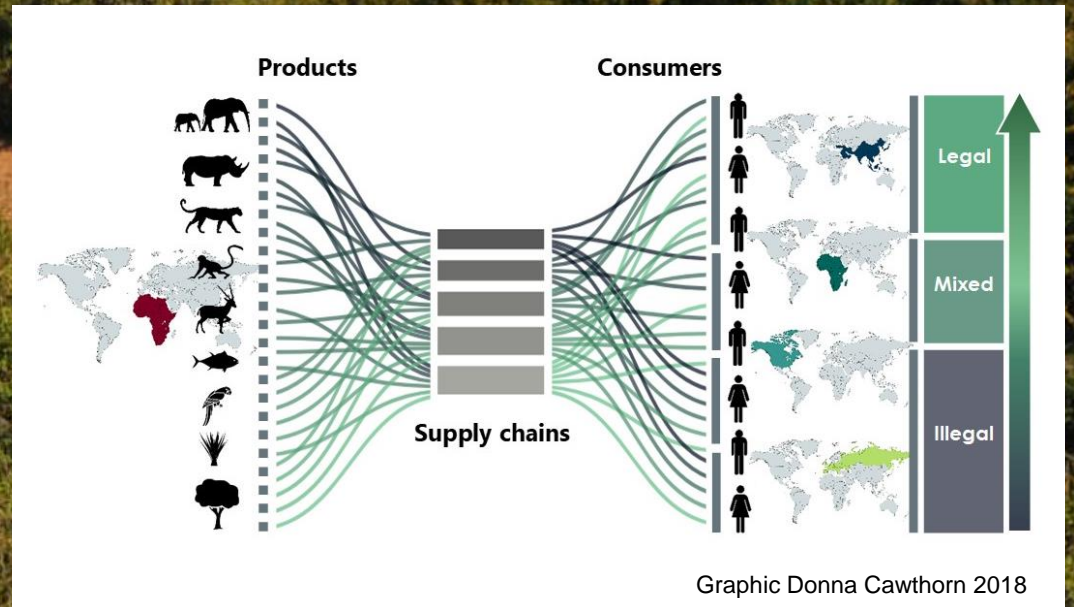 Products
Consumers
Legal
Mixed
Illegal
Supply chains
Graphic Donna Cawthorn 2018